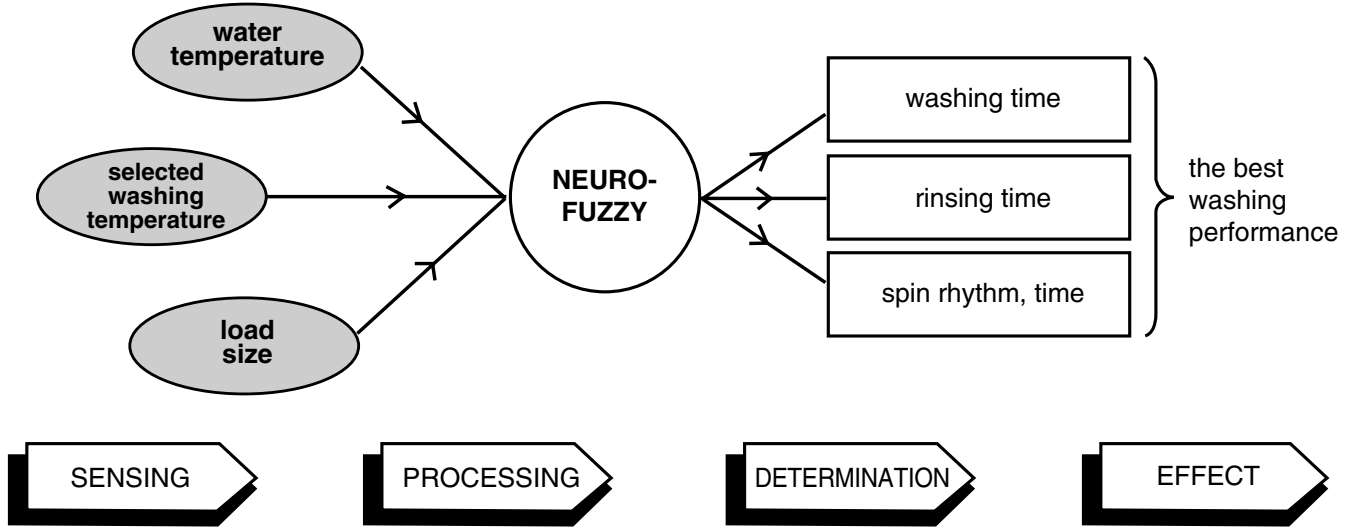 water
temperature
selected
washing
temperature
load
size
NEURO-
FUZZY
washing time
rinsing time
spin rhythm, time
the best
washing
performance
SENSING
PROCESSING
DETERMINATION
EFFECT